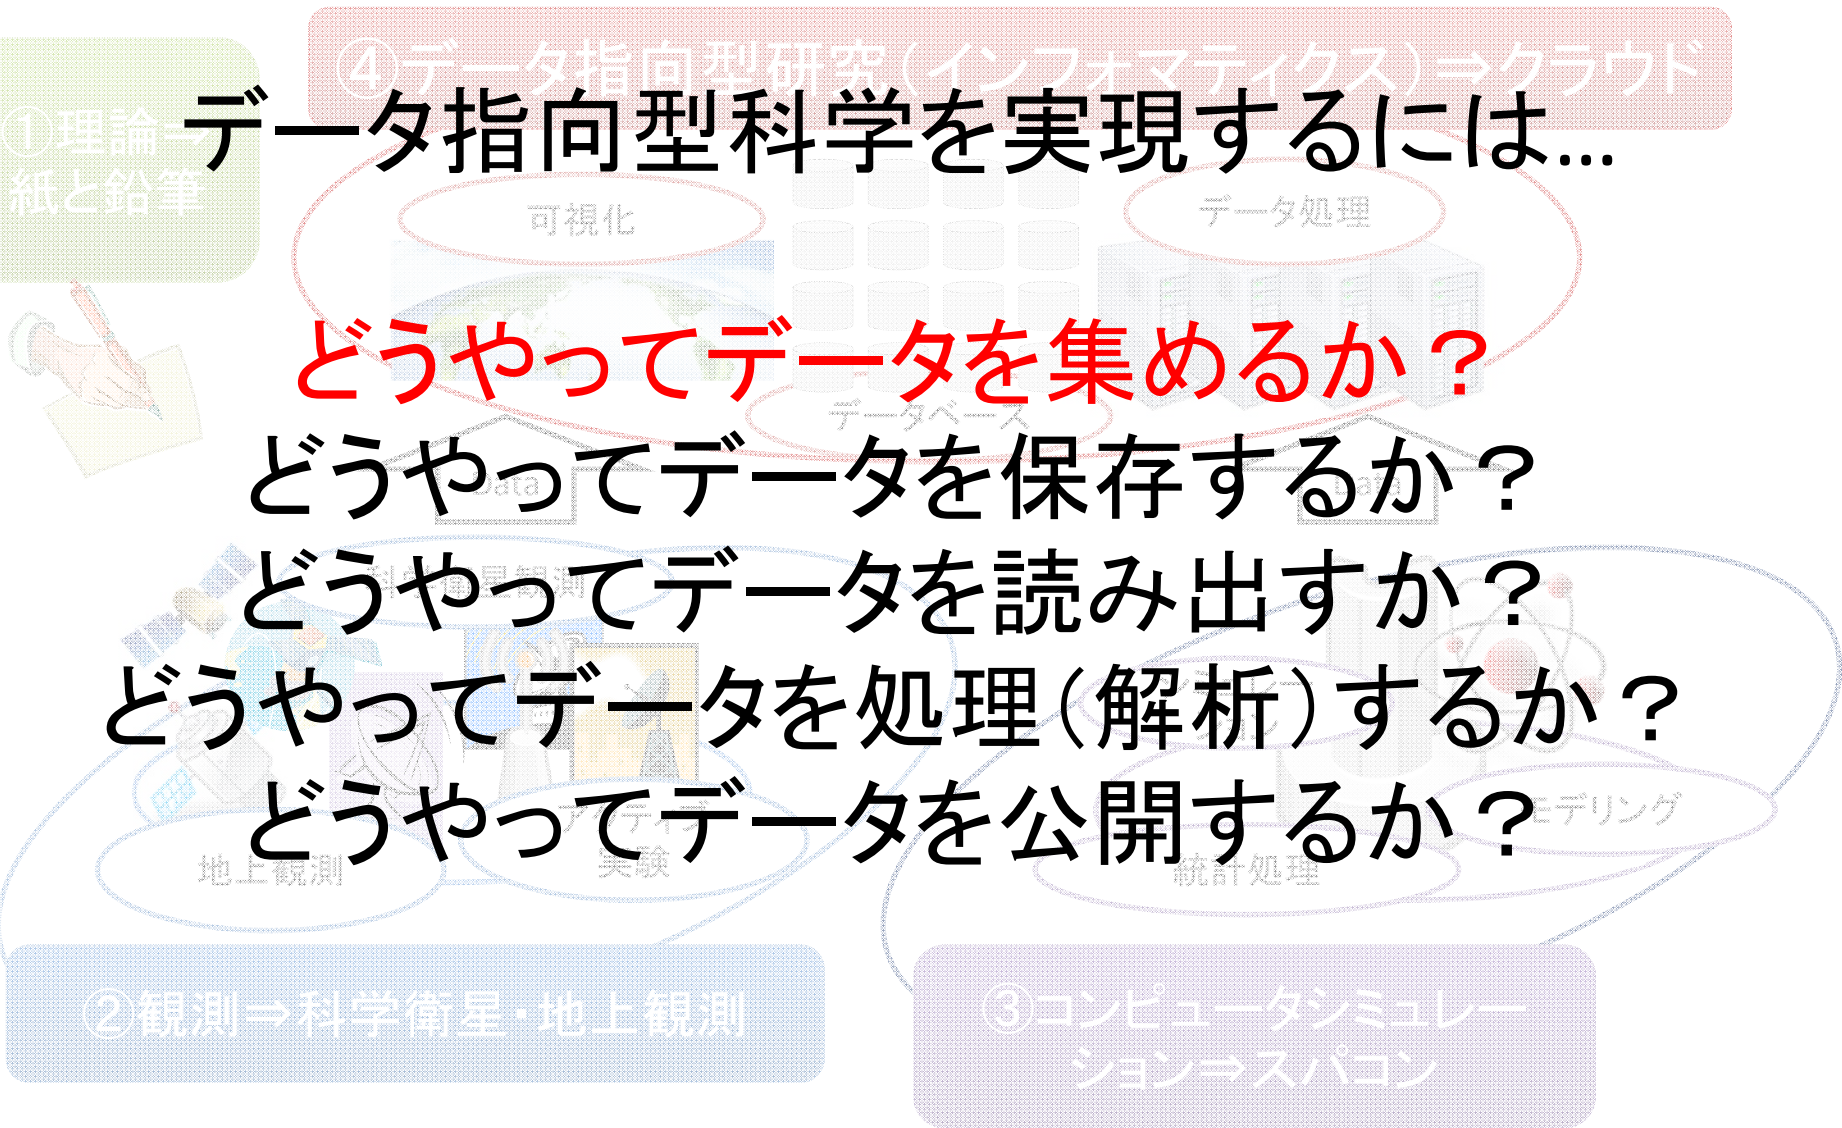 ④データ指向型研究（インフォマティクス）⇒クラウド
①理論⇒
紙と鉛筆
データ指向型科学を実現するには…
可視化
データ処理
どうやってデータを集めるか？
データベース
どうやってデータを保存するか？
Data
Data
どうやってデータを読み出すか？
科学衛星観測
どうやってデータを処理（解析）するか？
どうやってデータを公開するか？
モデリング
地上観測
実験
統計処理
②観測⇒科学衛星・地上観測
③コンピュータシミュレー
ション⇒スパコン